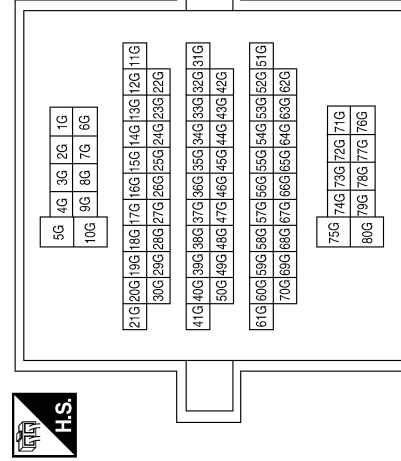 H.S.
5G 4G 3G 2G 1G
10G 9G 8G 7G 6G
21G 20G 19G 18G 17G 16G 15G 14G 13G 12G 11G
30G 29G 28G 27G 26G 25G 24G 23G 22G
41G 40G 39G 38G 37G 36G 35G 34G 33G 32G 31G
50G 49G 48G 47G 46G 45G 44G 43G 42G
61G 60G 59G 58G 57G 56G 55G 54G 53G 52G 51G
70G 69G 68G 67G 66G 65G 64G 63G 62G
75G 74G 73G 72G 71G
80G 79G 78G 77G 76G